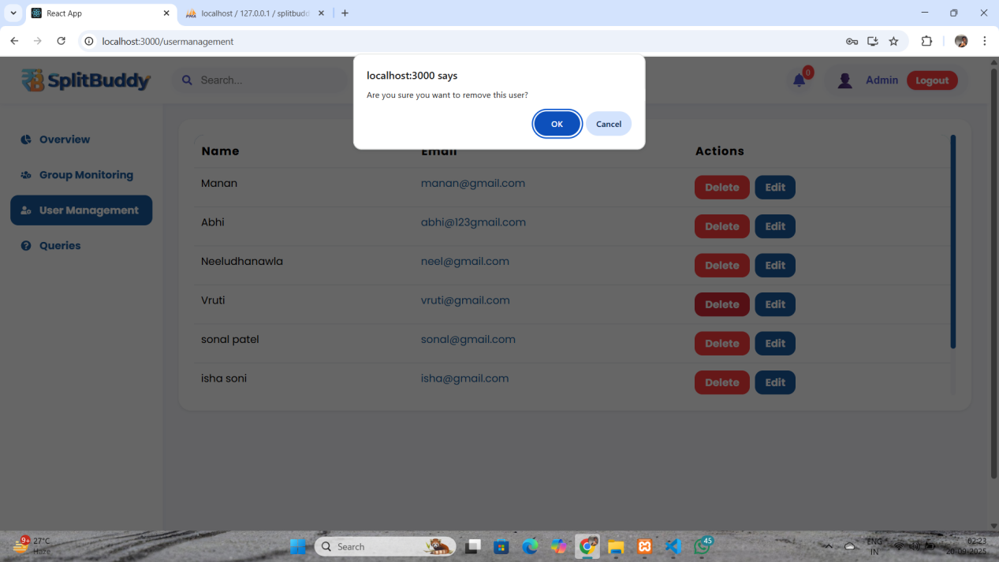 React App
localhost / 127.0.0.1 / splitbudd
localhost:3000/usermanagement
localhost:3000 says
Are you sure you want to remove this user?
OK
Cancel
SplitBuddy
Search...
0
Admin
Logout
Overview
Group Monitoring
User Management
Queries
Name
Email
Actions
Manan
manan@gmail.com
Delete
Edit
Abhi
abhi@123gmail.com
Delete
Edit
Neeludhanawla
neel@gmail.com
Delete
Edit
Vruti
vruti@gmail.com
Delete
Edit
sonal patel
sonal@gmail.com
Delete
Edit
isha soni
isha@gmail.com
Delete
Edit
9+
27°C
Haze
Search
45
ENG
IN
02:23
20-09-2025